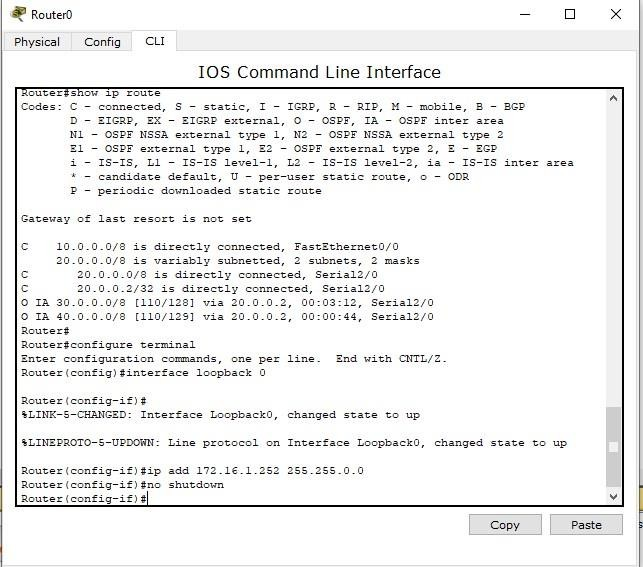 Router0
Physical Config CLI
IOS Command Line Interface
Router#show ip route
Codes: C - connected, S - static, I - IGRP, R - RIP, M - mobile, B - BGP
D - EIGRP, EX - EIGRP external, O - OSPF, IA - OSPF inter area
N1 - OSPF NSSA external type 1, N2 - OSPF NSSA external type 2
E1 - OSPF external type 1, E2 - OSPF external type 2, E - EGP
i - IS-IS, L1 - IS-IS level-1, L2 - IS-IS level-2, ia - IS-IS inter area
* - candidate default, U - per-user static route, o - ODR
P - periodic downloaded static route
Gateway of last resort is not set
C 10.0.0.0/8 is directly connected, FastEthernet0/0
20.0.0.0/8 is variably subnetted, 2 subnets, 2 masks
C 20.0.0.0/8 is directly connected, Serial2/0
C 20.0.0.2/32 is directly connected, Serial2/0
O IA 30.0.0.0/8 [110/128] via 20.0.0.2, 00:03:12, Serial2/0
O IA 40.0.0.0/8 [110/129] via 20.0.0.2, 00:00:44, Serial2/0
Router#
Router#configure terminal
Enter configuration commands, one per line. End with CNTL/Z.
Router(config)#interface loopback 0
Router(config-if)#
%LINK-5-CHANGED: Interface Loopback0, changed state to up
%LINEPROTO-5-UPDOWN: Line protocol on Interface Loopback0, changed state to up
Router(config-if)#ip add 172.16.1.252 255.255.0.0
Router(config-if)#no shutdown
Router(config-if)#
Copy Paste